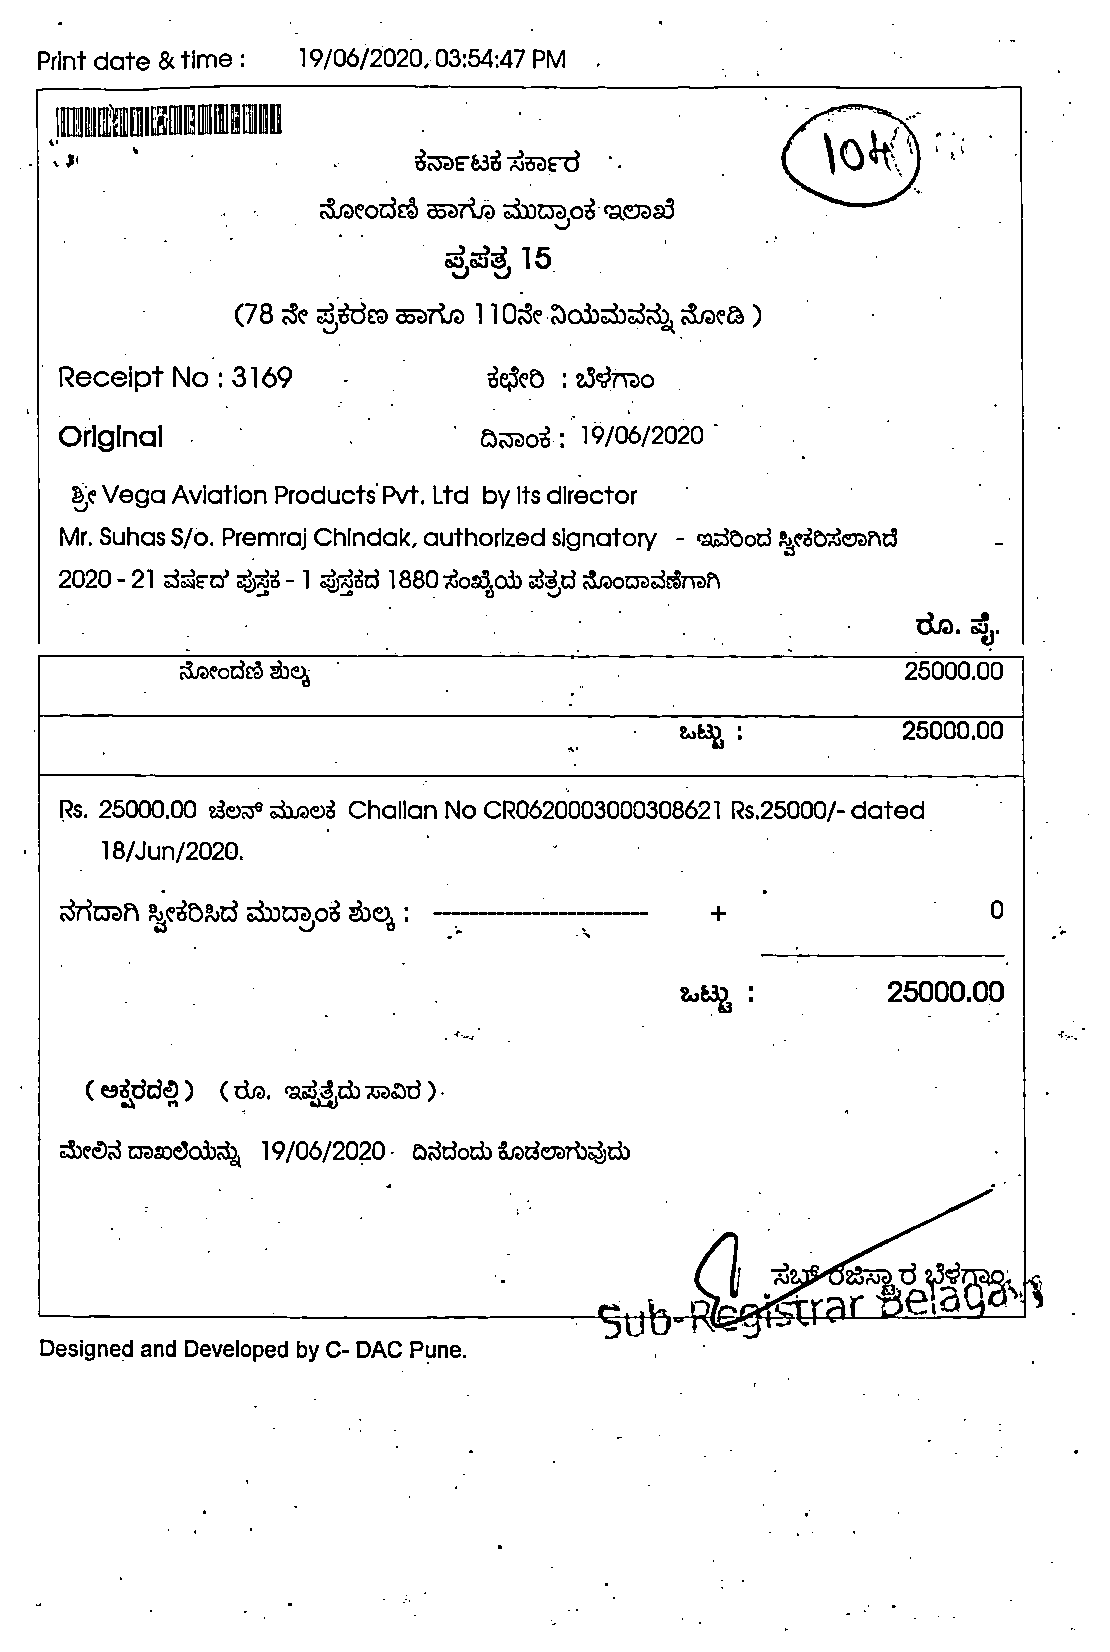 Print date & time : 19/06/2020, 03:54:47 PM
104
ಕರ್ನಾಟಕ ಸರ್ಕಾರ
ನೋಂದಣಿ ಹಾಗೂ ಮುದ್ರಾಂಕ ಇಲಾಖೆ
ಪ್ರಪತ್ರ 15
(78 ನೇ ಪ್ರಕರಣ ಹಾಗೂ 110ನೇ ನಿಯಮವನ್ನು ನೋಡಿ )
Receipt No : 3169 ಕಛೇರಿ : ಬೆಳಗಾಂ
Original ದಿನಾಂಕ : 19/06/2020
ಶ್ರೀ Vega Aviation Products Pvt. Ltd by its director
Mr. Suhas S/o. Premraj Chindak, authorized signatory - ಇವರಿಂದ ಸ್ವೀಕರಿಸಲಾಗಿದೆ
2020 - 21 ವರ್ಷದ ಪುಸ್ತಕ - 1 ಪುಸ್ತಕದ 1880 ಸಂಖ್ಯೆಯ ಪತ್ರದ ನೊಂದಾವಣೆಗಾಗಿ
ರೂ. ಪೈ.
ನೋಂದಣಿ ಶುಲ್ಕ 25000.00
ಒಟ್ಟು : 25000.00
Rs. 25000.00 ಚಲನ್ ಮೂಲಕ Challan No CR0620003000308621 Rs.25000/- dated
18/Jun/2020.
ನಗದಾಗಿ ಸ್ವೀಕರಿಸಿದ ಮುದ್ರಾಂಕ ಶುಲ್ಕ : ------------------------ + 0
ಒಟ್ಟು : 25000.00
( ಅಕ್ಷರದಲ್ಲಿ ) ( ರೂ. ಇಪ್ಪತ್ತೈದು ಸಾವಿರ )
ಮೇಲಿನ ದಾಖಲೆಯನ್ನು 19/06/2020 ದಿನದಂದು ಕೊಡಲಾಗುವುದು
ಸಬ್ ರಜಿಸ್ಟ್ರಾರ ಬೆಳಗಾಂ
Sub-Registrar Belagavi
Designed and Developed by C- DAC Pune.